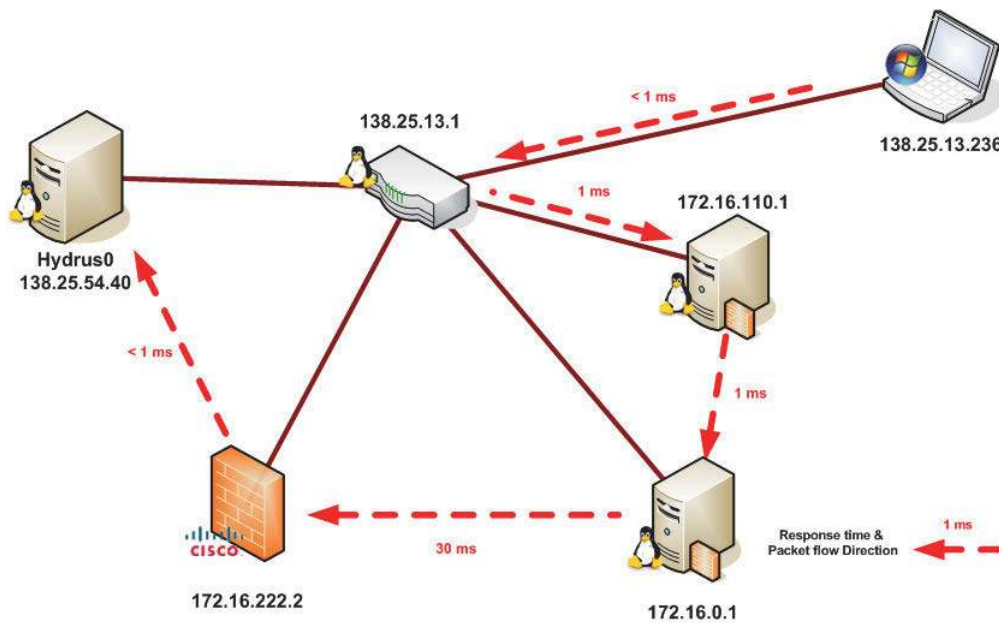 138.25.13.1
< 1 ms
138.25.13.236
1 ms
172.16.110.1
Hydrus0
138.25.54.40
< 1 ms
1 ms
CISCO.
30 ms
Response time &
Packet flow Direction
1 ms
172.16.222.2
172.16.0.1